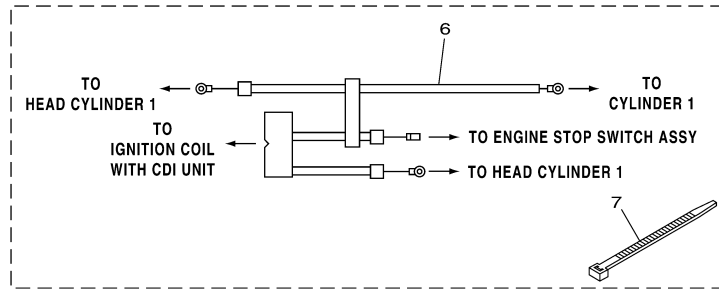 6
TO
HEAD CYLINDER 1
TO
CYLINDER 1
TO
IGNITION COIL
WITH CDI UNIT
TO ENGINE STOP SWITCH ASSY
TO HEAD CYLINDER 1
7